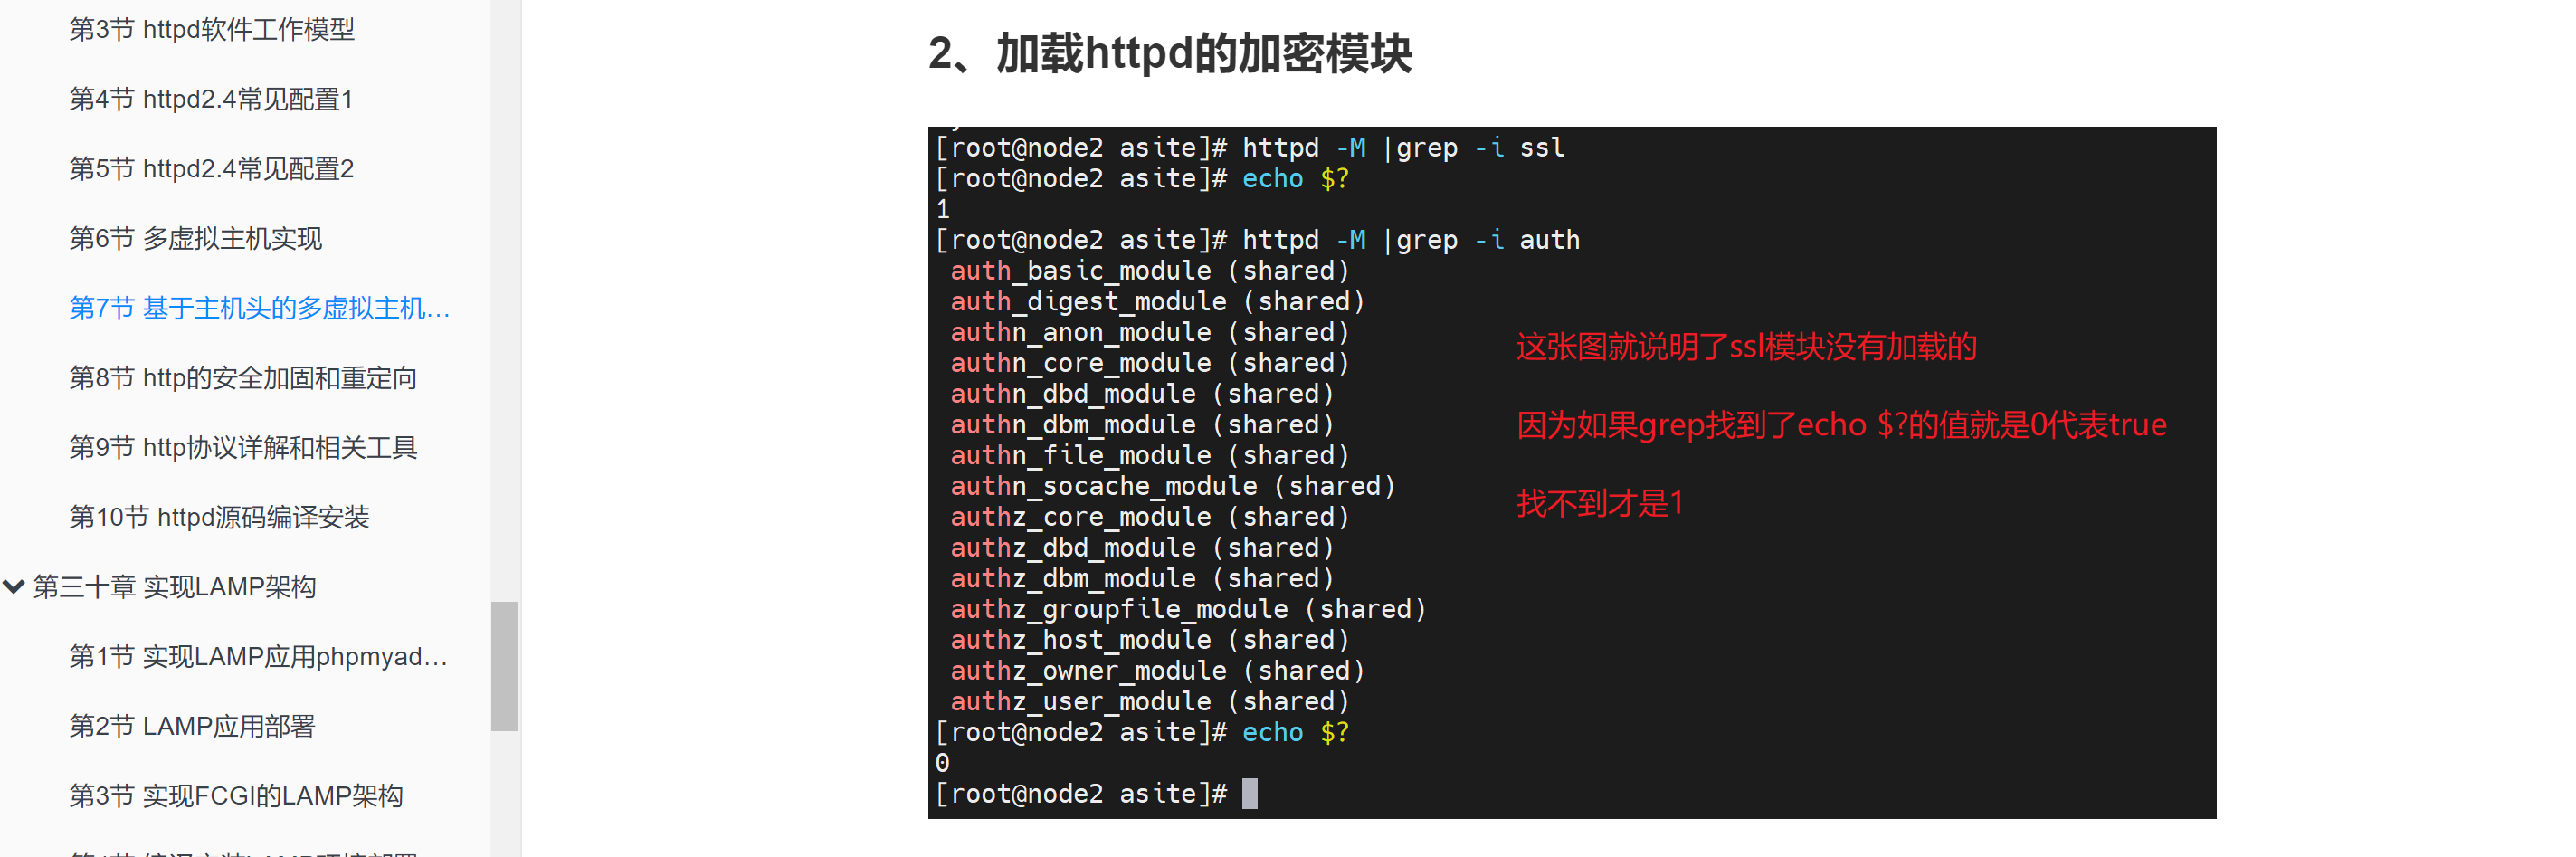 第3节 httpd软件工作模型
第4节 httpd2.4常见配置1
第5节 httpd2.4常见配置2
第6节 多虚拟主机实现
第7节 基于主机头的多虚拟主机…
第8节 http的安全加固和重定向
第9节 http协议详解和相关工具
第10节 httpd源码编译安装
第三十章 实现LAMP架构
第1节 实现LAMP应用phpmyad…
第2节 LAMP应用部署
第3节 实现FCGI的LAMP架构
2、加载httpd的加密模块
[root@node2 asite]# httpd -M |grep -i ssl
[root@node2 asite]# echo $?
1
[root@node2 asite]# httpd -M |grep -i auth
auth_basic_module (shared)
auth_digest_module (shared)
authn_anon_module (shared)
authn_core_module (shared)
authn_dbd_module (shared)
authn_dbm_module (shared)
authn_file_module (shared)
authn_socache_module (shared)
authz_core_module (shared)
authz_dbd_module (shared)
authz_dbm_module (shared)
authz_groupfile_module (shared)
authz_host_module (shared)
authz_owner_module (shared)
authz_user_module (shared)
[root@node2 asite]# echo $?
0
[root@node2 asite]#
这张图就说明了ssl模块没有加载的
因为如果grep找到了echo $?的值就是0代表true
找不到才是1